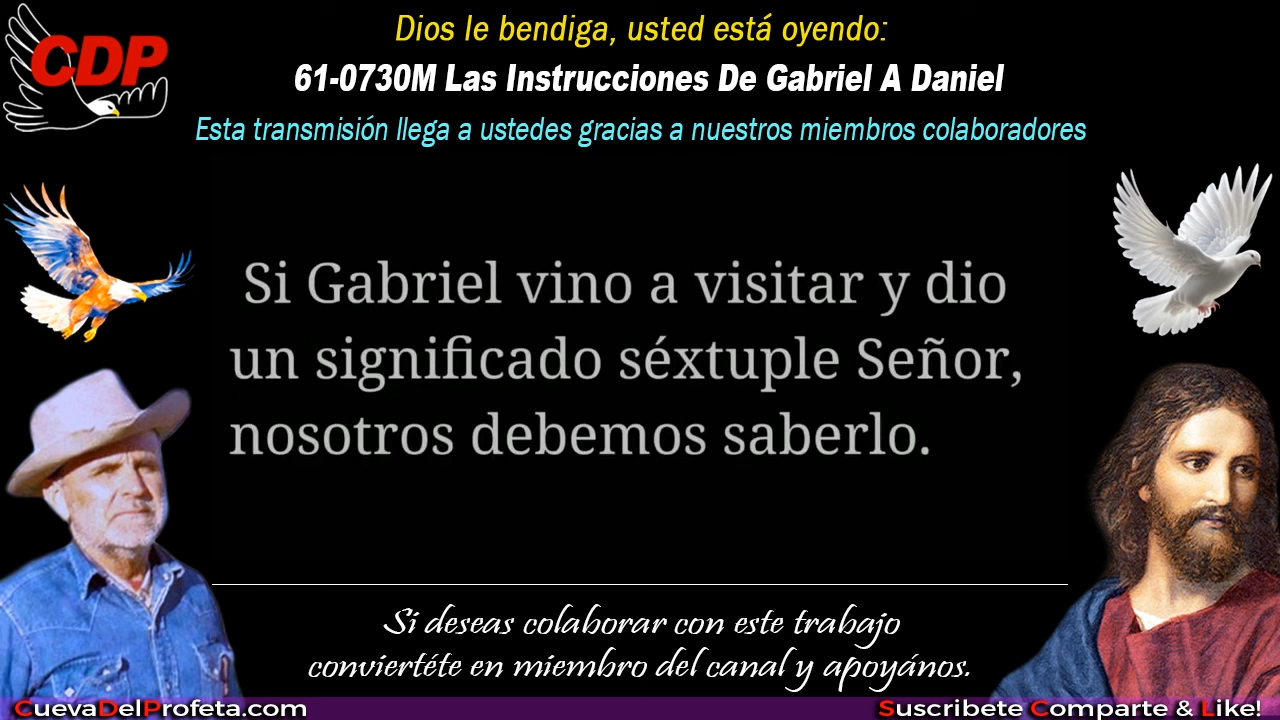 CDP
Dios le bendiga, usted está oyendo:
61-0730M Las Instrucciones De Gabriel A Daniel
Esta transmisión llega a ustedes gracias a nuestros miembros colaboradores
Si Gabriel vino a visitar y dio
un significado séxtuple Señor,
nosotros debemos saberlo.
Si deseas colaborar con este trabajo
conviertéte en miembro del canal y apoyános.
CuevaDelProfeta.com
Suscribete Comparte & Like!